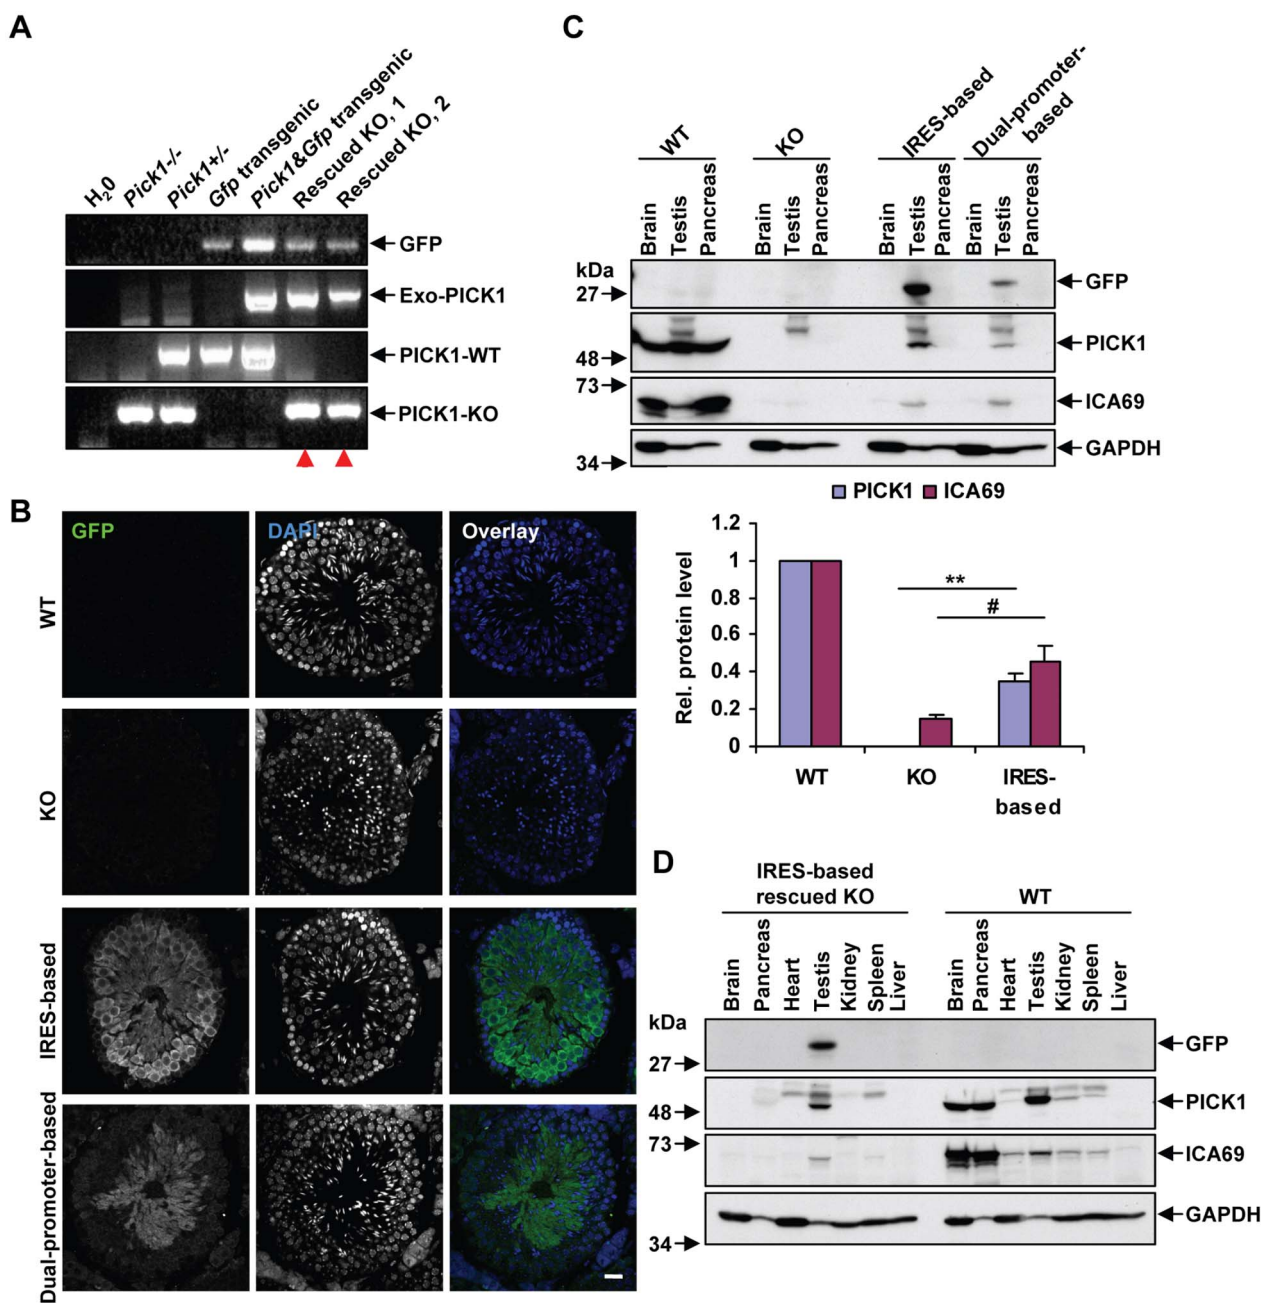 A
H20
Pick1-/-
Pick1+/-
Gfp transgenic
Pick1&Gfp transgenic
Rescued KO, 1
Rescued KO, 2
GFP
Exo-PICK1
PICK1-WT
PICK1-KO
C
WT
KO
IRES-based
Dual-promoter-
based
Brain
Testis
Pancreas
Brain
Testis
Pancreas
Brain
Testis
Pancreas
Brain
Testis
Pancreas
kDa
27
GFP
48
PICK1
73
ICA69
34
GAPDH
PICK1 ICA69
1.2
1
0.8
0.6
0.4
0.2
0
Rel. protein level
**
#
WT
KO
IRES-
based
B
GFP
DAPI
Overlay
WT
KO
IRES-based
Dual-promoter-based
D
IRES-based
rescued KO
WT
Brain
Pancreas
Heart
Testis
Kidney
Spleen
Liver
Brain
Pancreas
Heart
Testis
Kidney
Spleen
Liver
kDa
27
GFP
48
PICK1
73
ICA69
34
GAPDH